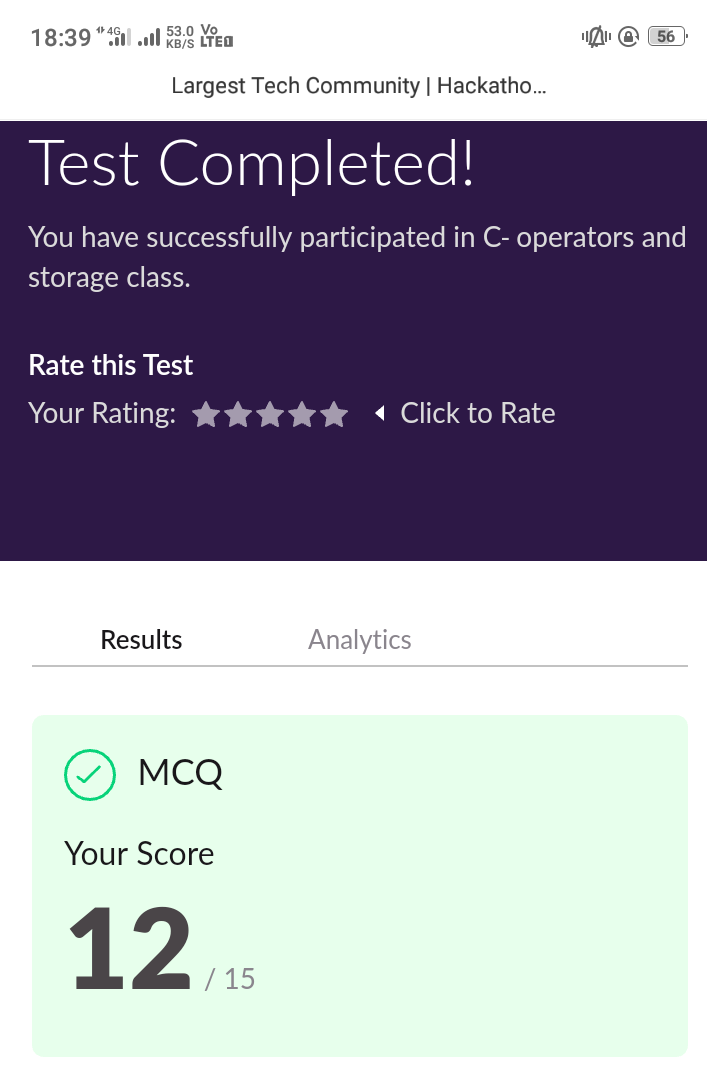 18:39 4G 53.0 KB/S Vo LTE 56
Largest Tech Community | Hackatho...
Test Completed!
You have successfully participated in C- operators and
storage class.
Rate this Test
Your Rating: Click to Rate
Results Analytics
MCQ
Your Score
12 / 15